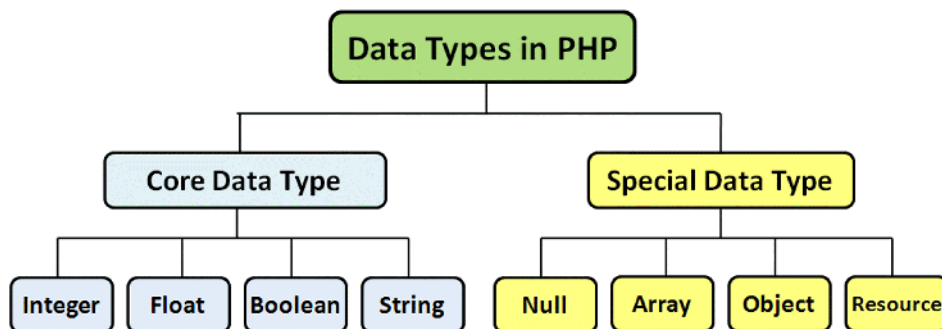 Data Types in PHP
Core Data Type
Special Data Type
Integer
Float
Boolean
String
Null
Array
Object
Resource